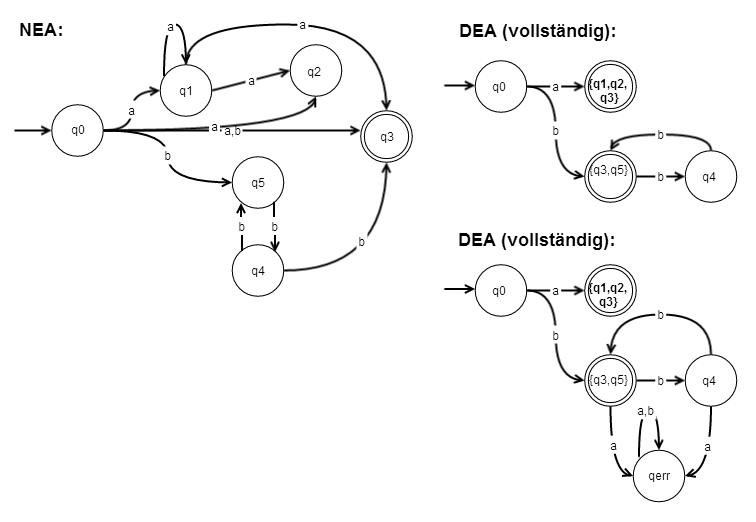 NEA:
a
a
q1
a
q2
a
q0
a,
a,b
q3
b
q5
b
b
q4
b
DEA (vollständig):
q0
a
{q1,q2,
q3}
b
b
{q3,q5}
b
q4
DEA (vollständig):
q0
a
{q1,q2,
q3}
b
b
{q3,q5}
b
q4
a,b
a
a
qerr